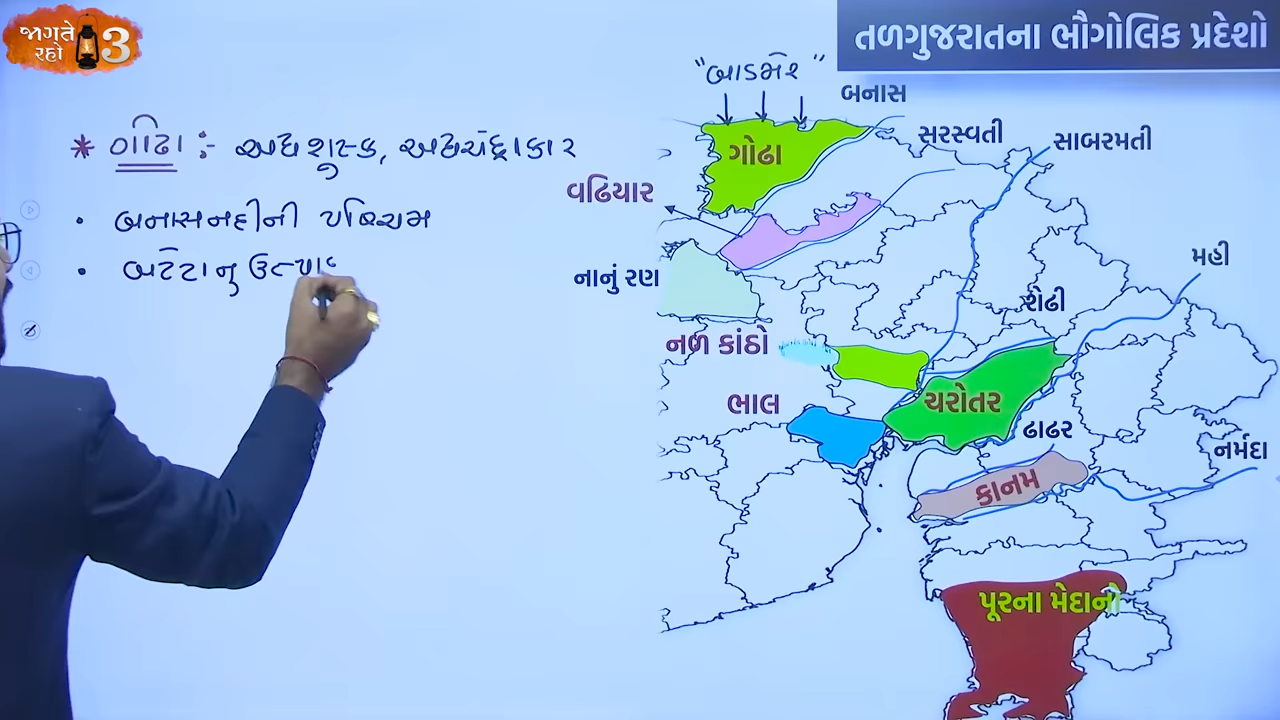 જાગતે
રહો 3
તળગુજરાતના ભૌગોલિક પ્રદેશો
"બાડમેર"
બનાસ
* ગોઢા :- અર્ધશુષ્ક, અર્ધચંદ્રાકાર
ગોઢા
સરસ્વતી
સાબરમતી
વઢિયાર
• બનાસનદીની પશ્ચિમ
મહી
• બટેટાનુ ઉત્પાદ
નાનું રણ
શેઢી
નળ કાંઠો
ભાલ
ચરોતર
ઢાઢર
નર્મદા
કાનમ
પૂરના મેદાનો